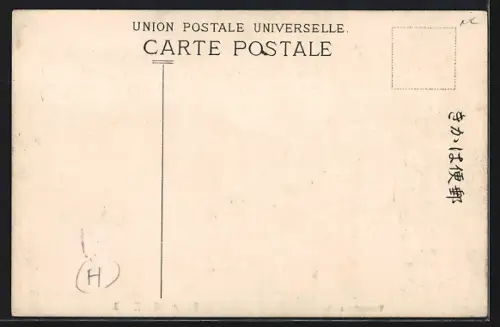 UNION POSTALE UNIVERSELLE.
CARTE POSTALE
きかは便郵
(H)